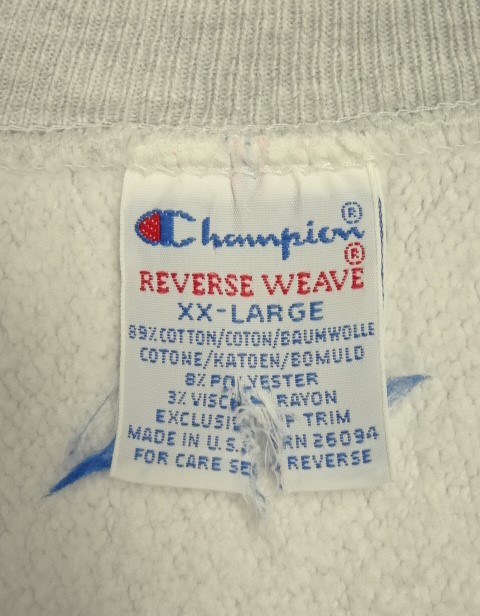 Champion®
®
REVERSE WEAVE
XX-LARGE
89% COTTON/COTON/BAUMWOLLE
COTONE/KATOEN/BOMULD
8% POLYESTER
3% RAYON
OF TRIM
MADE IN U.S. RN 26094
FOR CARE REVERSE